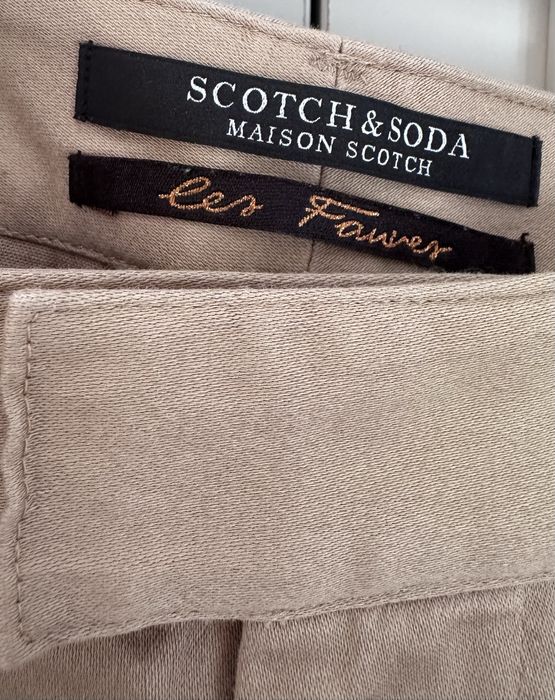 SCOTCH & SODA
MAISON SCOTCH
les Fauves